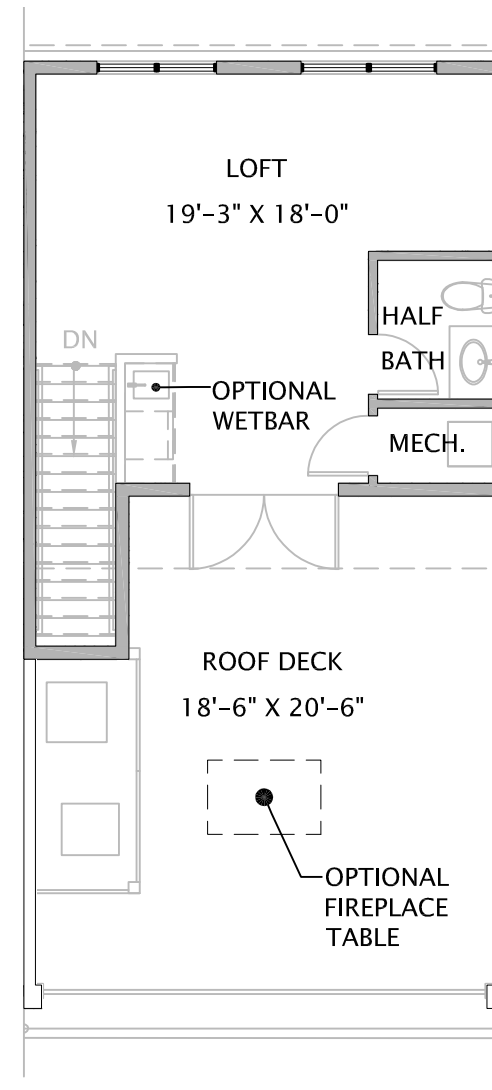 LOFT
19'-3" X 18'-0"
HALF
BATH
DN
OPTIONAL
WETBAR
MECH.
ROOF DECK
18'-6" X 20'-6"
OPTIONAL
FIREPLACE
TABLE